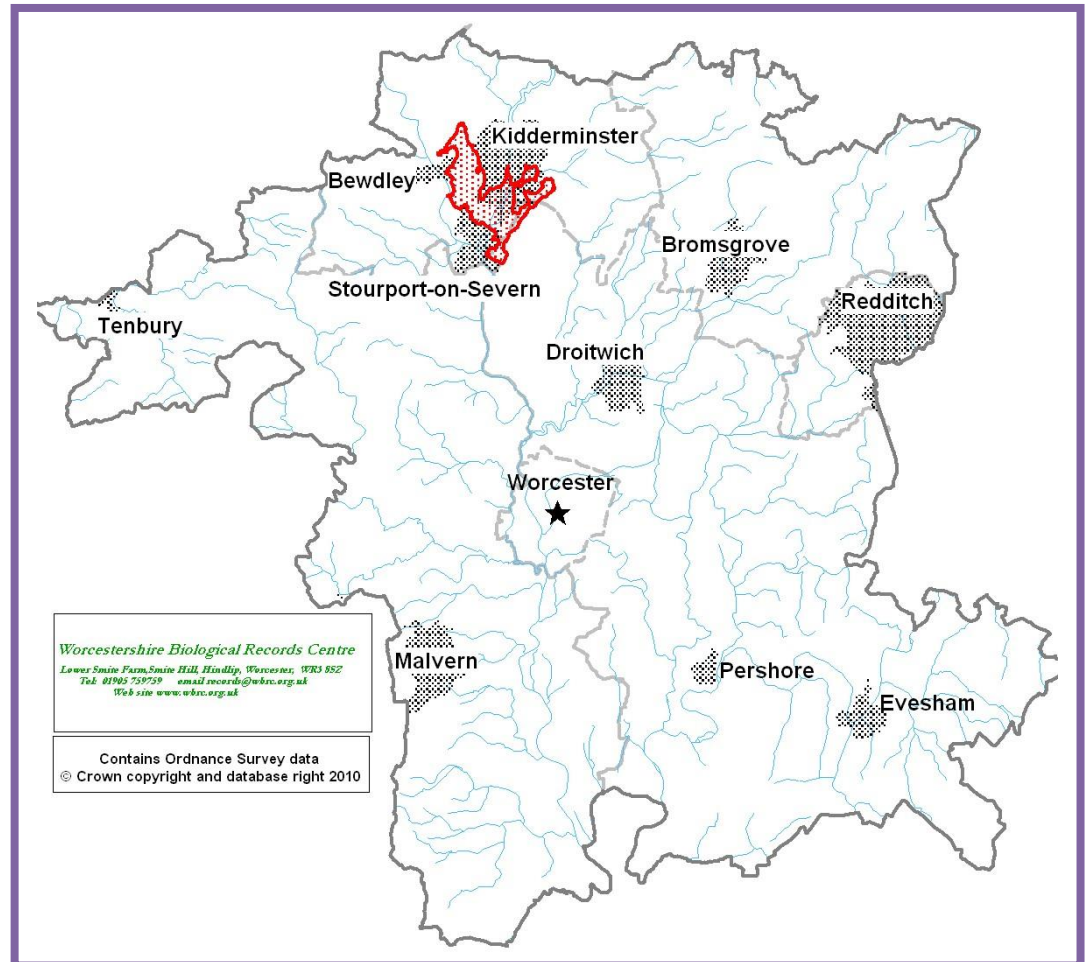 Kidderminster
Bewdley
Bromsgrove
Stourport-on-Severn
Redditch
Tenbury
Droitwich
Worcester
Worcestershire Biological Records Centre
Lower Smite Farm,Smite Hill, Hindlip, Worcester, WR3 8SZ
Tel: 01905 759759 email records@wbrc.org.uk
Web site www.wbrc.org.uk
Malvern
Pershore
Evesham
Contains Ordnance Survey data
© Crown copyright and database right 2010